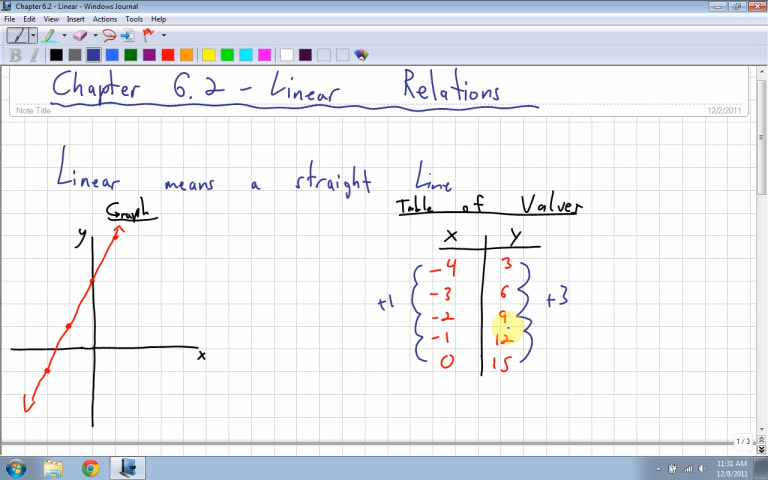 Chapter 6.2 - Linear - Windows Journal
File Edit View Insert Actions Tools Help
B I
Chapter 6.2 - Linear Relations
Note Title
12/2/2011
Linear means a straight Line
Graph
y
x
Table of Values
x y
-4 3
-3 6
-2 9
-1 12
0 15
+1
+3
1 / 3
11:31 AM
12/8/2011